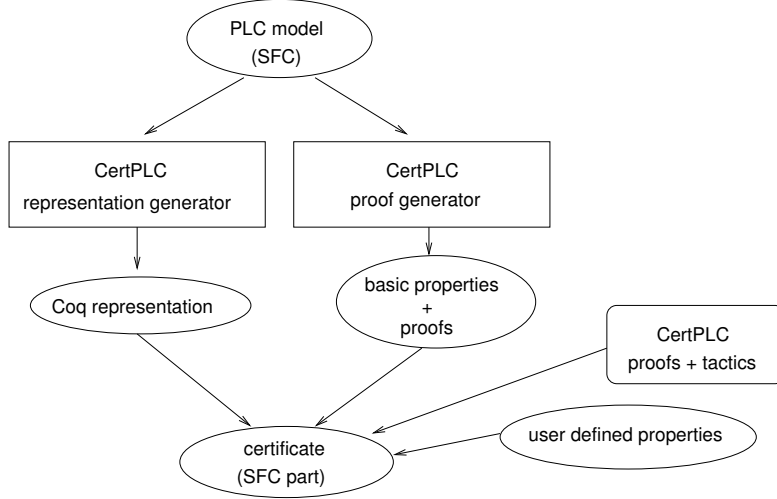 PLC model
(SFC)
CertPLC
representation generator
CertPLC
proof generator
Coq representation
basic properties
+
proofs
CertPLC
proofs + tactics
certificate
(SFC part)
user defined properties